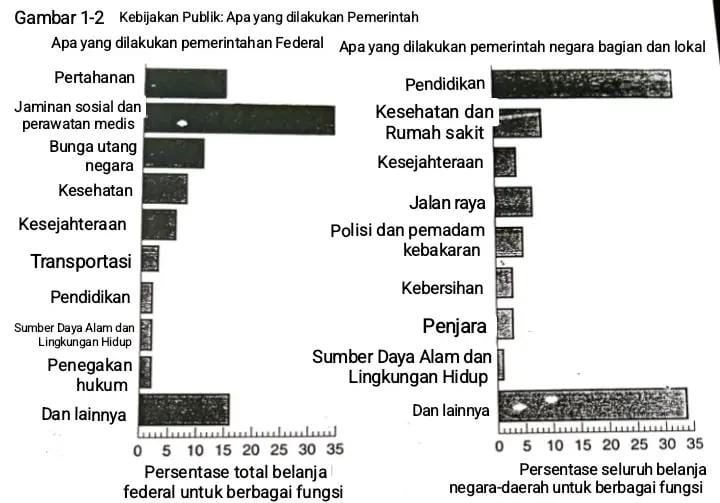 Gambar 1-2 Kebijakan Publik: Apa yang dilakukan Pemerintah
Apa yang dilakukan pemerintahan Federal
Pertahanan
Jaminan sosial dan
perawatan medis
Bunga utang
negara
Kesehatan
Kesejahteraan
Transportasi
Pendidikan
Sumber Daya Alam dan
Lingkungan Hidup
Penegakan
hukum
Dan lainnya
0 5 10 15 20 25 30 35
Persentase total belanja
federal untuk berbagai fungsi
Apa yang dilakukan pemerintah negara bagian dan lokal
Pendidikan
Kesehatan dan
Rumah sakit
Kesejahteraan
Jalan raya
Polisi dan pemadam
kebakaran
Kebersihan
Penjara
Sumber Daya Alam dan
Lingkungan Hidup
Dan lainnya
0 5 10 15 20 25 30 35
Persentase seluruh belanja
negara-daerah untuk berbagai fungsi